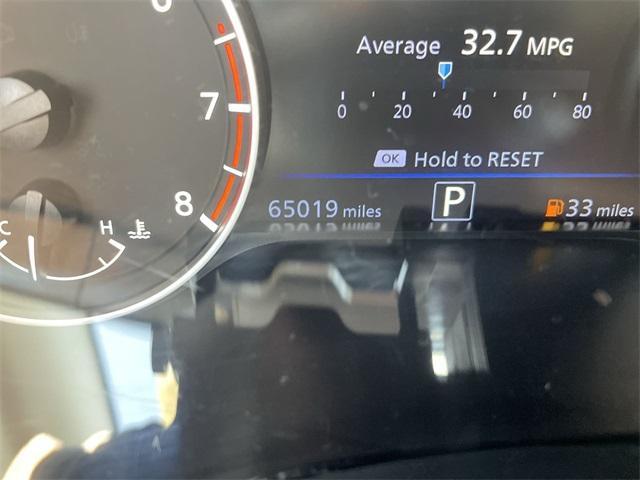 6
7
8
C H
Average 32.7 MPG
0 20 40 60 80
OK Hold to RESET
65019 miles P 33 miles